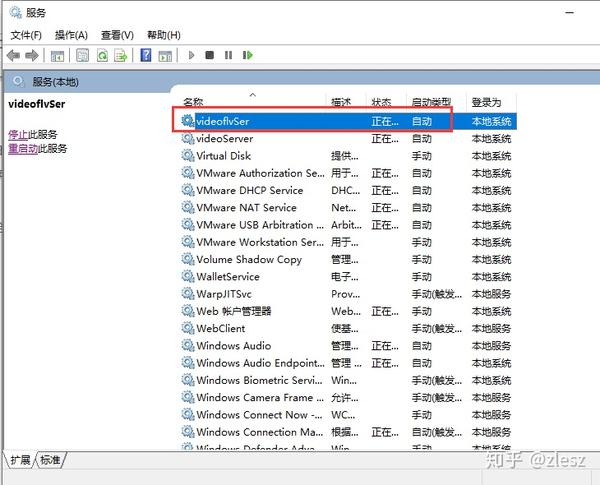 服务
文件(F) 操作(A) 查看(V) 帮助(H)
服务(本地)
videoflvSer
停止此服务
重启动此服务
名称 描述 状态 启动类型 登录为
videoflvSer 正在... 自动 本地系统
videoServer 正在... 自动 本地系统
Virtual Disk 提供... 手动 本地系统
VMware Authorization Se... 用于... 正在... 自动 本地系统
VMware DHCP Service DHC... 正在... 自动 本地系统
VMware NAT Service Net... 正在... 自动 本地系统
VMware USB Arbitration ... Arbit... 正在... 自动 本地系统
VMware Workstation Ser... 用于... 手动 本地系统
Volume Shadow Copy 管理... 手动 本地系统
WalletService 电子... 手动 本地系统
WarpJITSvc Prov... 手动(触发... 本地服务
Web 帐户管理器 Web... 正在... 手动 本地系统
WebClient 使基... 手动(触发... 本地服务
Windows Audio 管理... 正在... 自动 本地服务
Windows Audio Endpoint... 管理 ... 正在... 自动 本地系统
Windows Biometric Servi... Win... 手动(触发... 本地系统
Windows Camera Frame ... 允许... 手动(触发... 本地服务
Windows Connect Now -... WC... 手动 本地服务
Windows Connection Ma... 根据... 正在... 自动(触发... 本地服务
Windows Defender Adva... Win... 手动 本地系统
扩展 标准
知乎 @zlesz